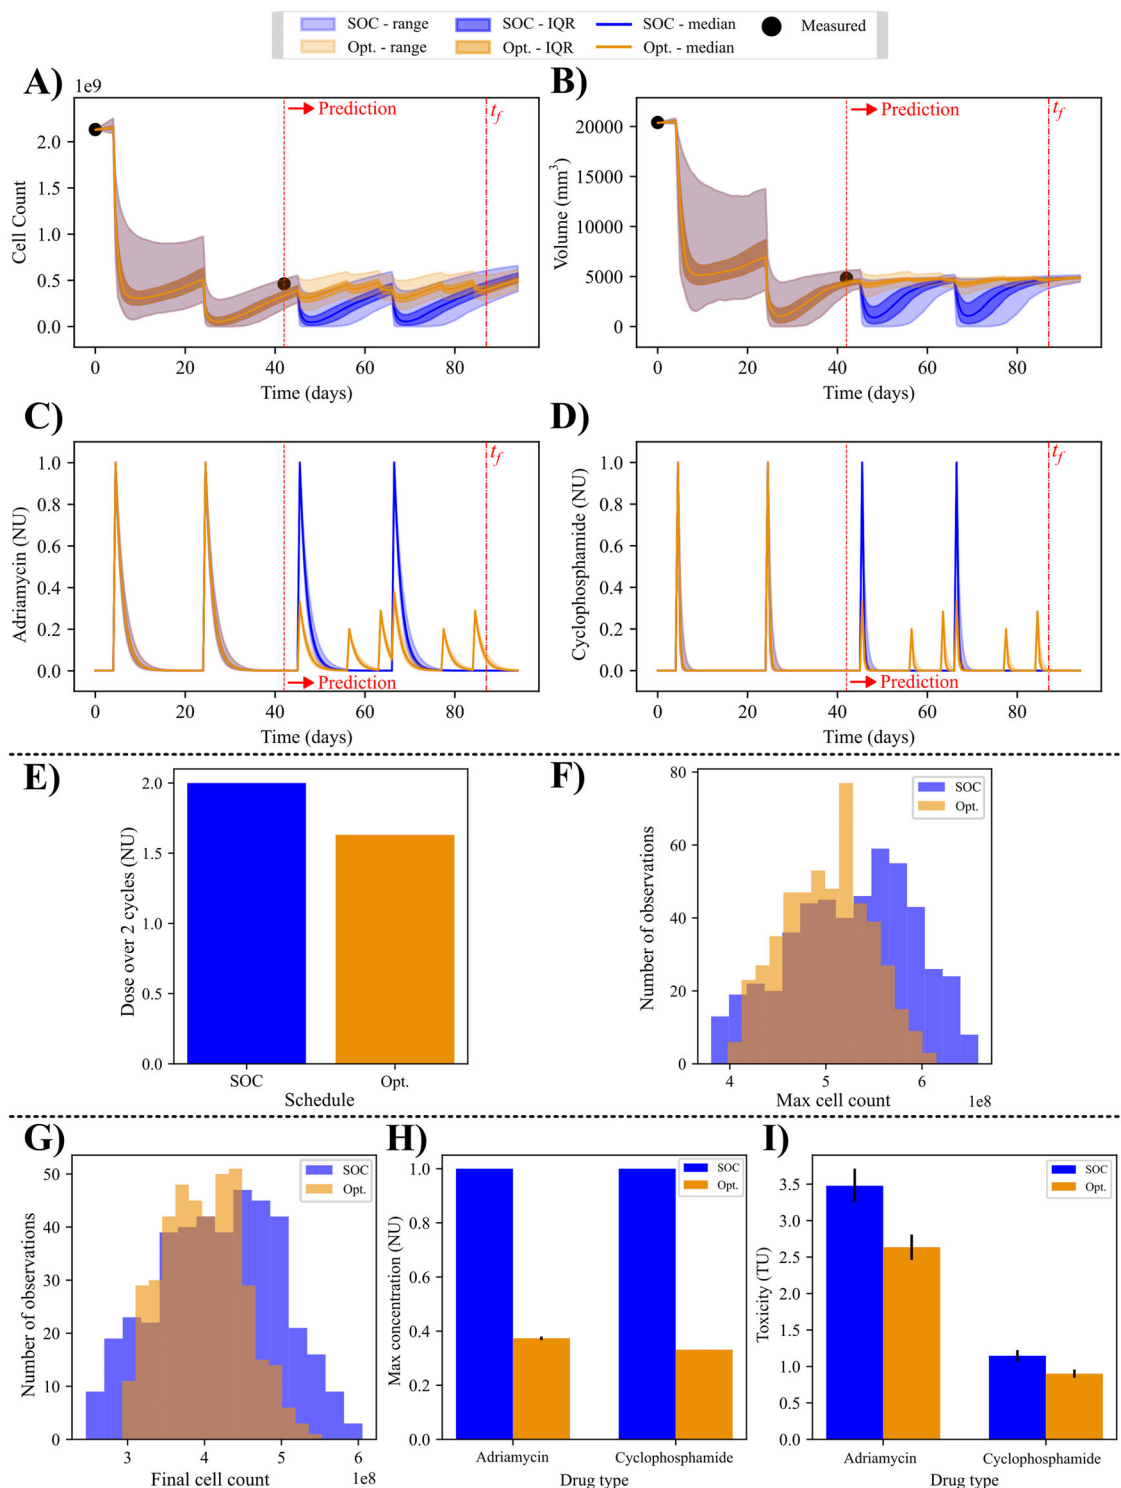 SOC - range SOC - IQR SOC - median Measured
Opt. - range Opt. - IQR Opt. - median
A)
1e9
Prediction
t_f
2.0
1.5
1.0
0.5
0.0
Cell Count
0 20 40 60 80
Time (days)
B)
Prediction
t_f
20000
15000
10000
5000
0
Volume (mm³)
0 20 40 60 80
Time (days)
C)
t_f
1.0
0.8
0.6
0.4
0.2
0.0
Adriamycin (NU)
Prediction
0 20 40 60 80
Time (days)
D)
t_f
1.0
0.8
0.6
0.4
0.2
0.0
Cyclophosphamide (NU)
Prediction
0 20 40 60 80
Time (days)
E)
2.0
1.5
1.0
0.5
0.0
Dose over 2 cycles (NU)
SOC Opt.
Schedule
F)
SOC
Opt.
80
60
40
20
0
Number of observations
4 5 6
Max cell count
1e8
G)
SOC
Opt.
50
40
30
20
10
0
Number of observations
3 4 5 6
Final cell count
1e8
H)
SOC
Opt.
1.0
0.8
0.6
0.4
0.2
0.0
Max concentration (NU)
Adriamycin Cyclophosphamide
Drug type
I)
SOC
Opt.
3.5
3.0
2.5
2.0
1.5
1.0
0.5
0.0
Toxicity (TU)
Adriamycin Cyclophosphamide
Drug type